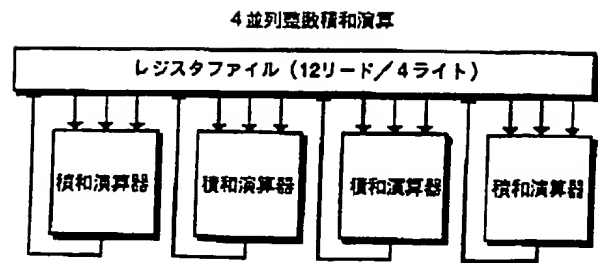 4並列整数積和演算
レジスタファイル（12リード／4ライト）
積和演算器 積和演算器 積和演算器 積和演算器